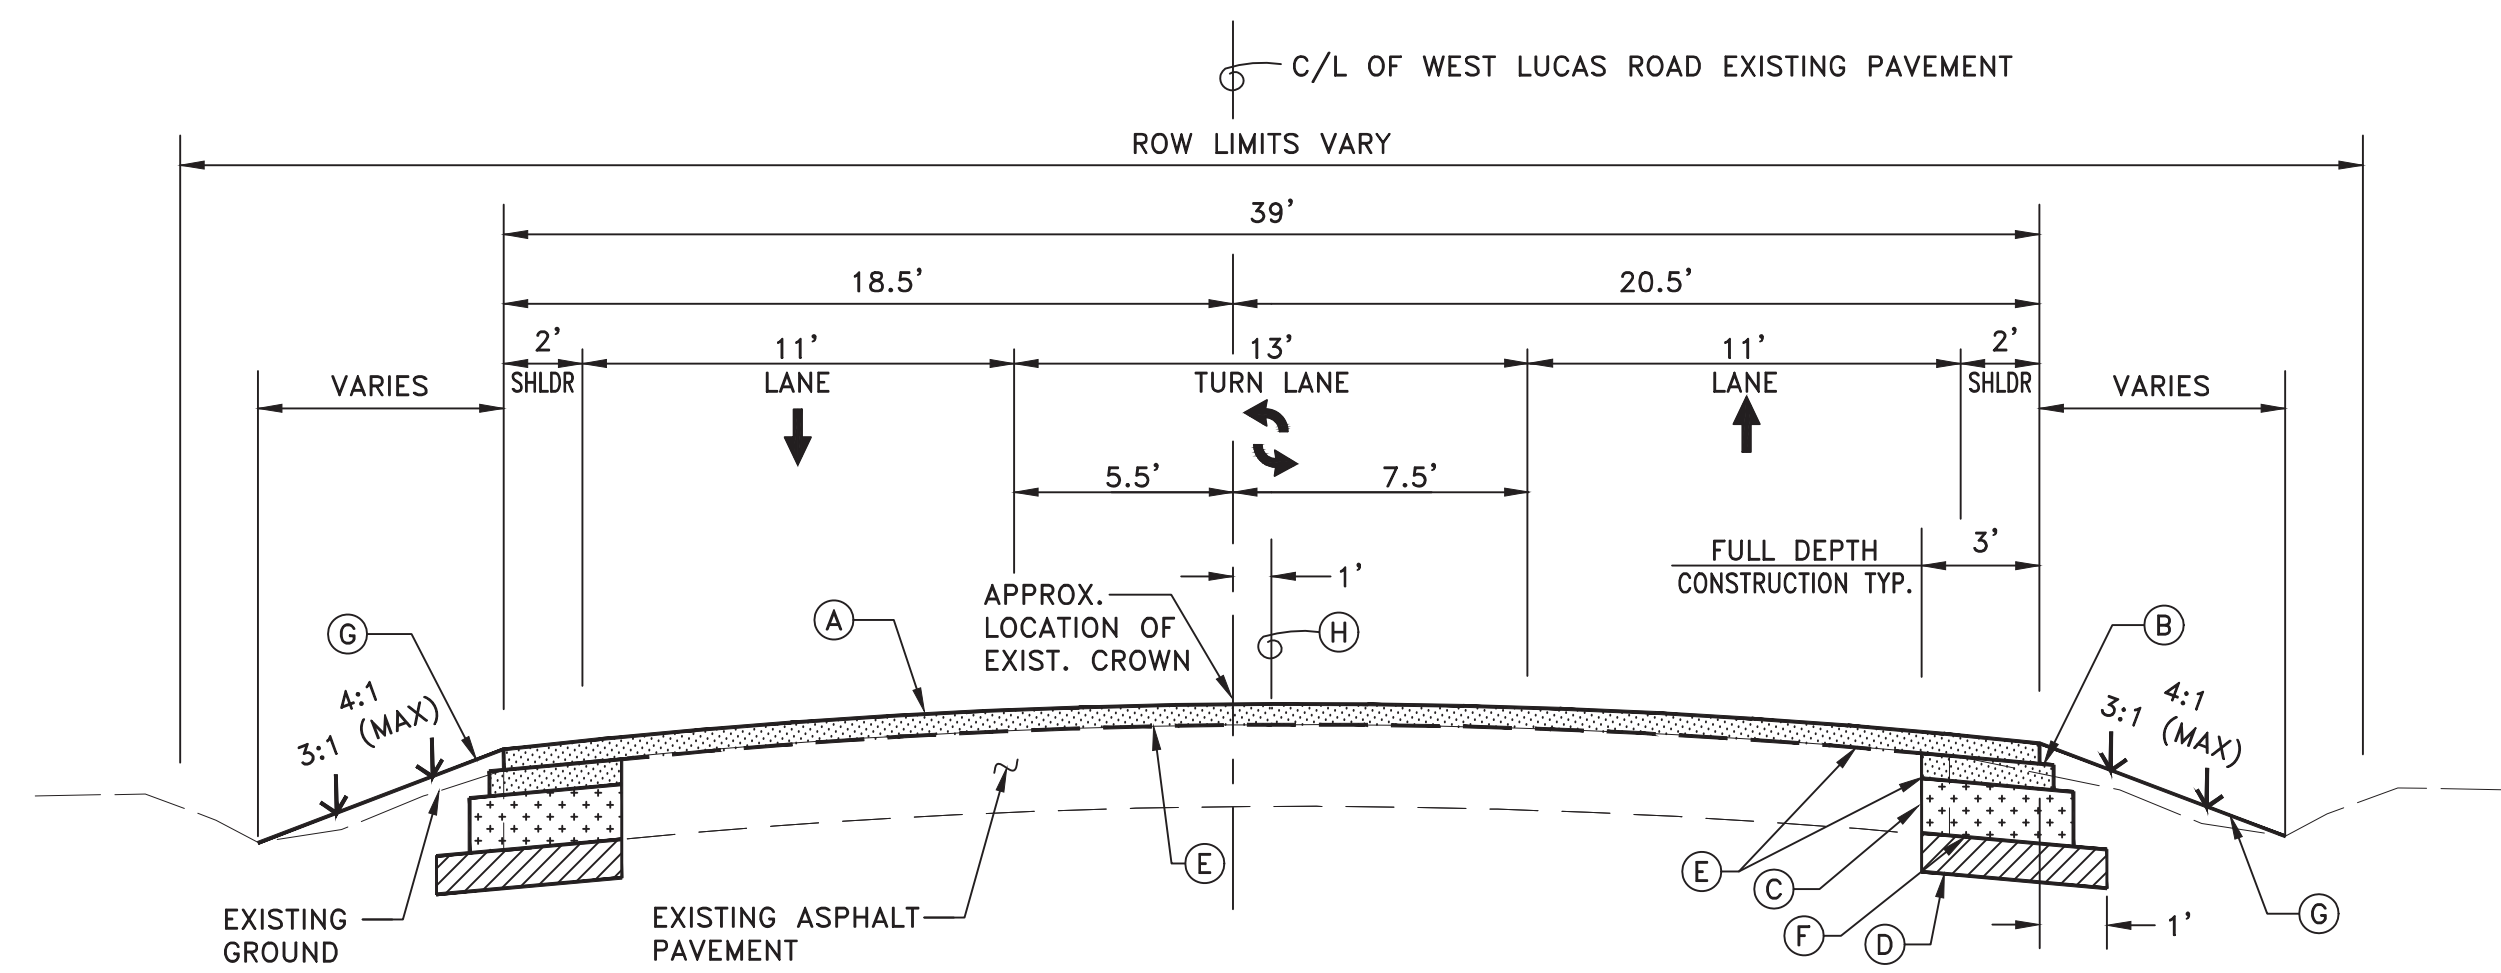 C/L OF WEST LUCAS ROAD EXISTING PAVEMENT
ROW LIMITS VARY
39'
18.5'
20.5'
2'
11'
13'
11'
2'
SHLDR
LANE
TURN LANE
LANE
SHLDR
VARIES
VARIES
5.5'
7.5'
FULL DEPTH
CONSTRUCTION TYP.
3'
1'
APPROX.
LOCATION OF
EXIST. CROWN
A
H
G
B
4:1
(MAX)
3:1
3:1
4:1
(MAX)
E
E
C
F
D
G
1'
EXISTING
GROUND
EXISTING ASPHALT
PAVEMENT